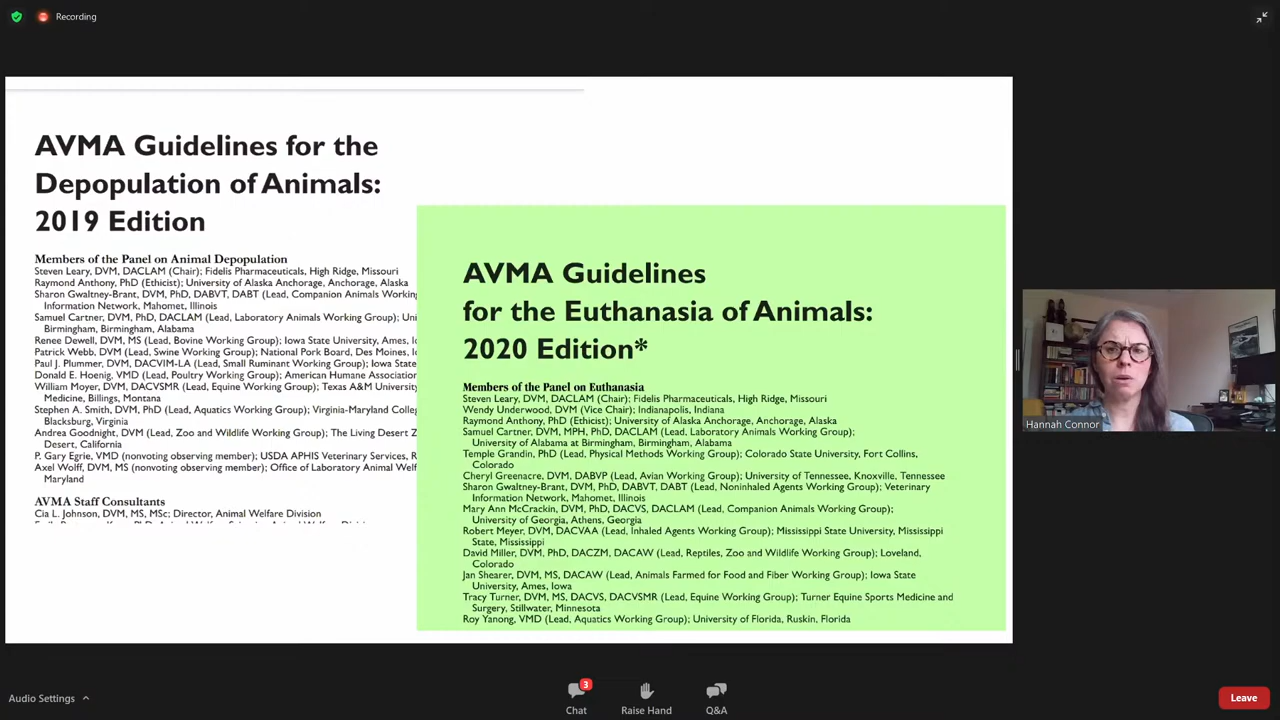 Recording
AVMA Guidelines for the
Depopulation of Animals:
2019 Edition
Members of the Panel on Animal Depopulation
Steven Leary, DVM, DACLAM (Chair); Fidelis Pharmaceuticals, High Ridge, Missouri
Raymond Anthony, PhD (Ethicist); University of Alaska Anchorage, Anchorage, Alaska
Sharon Gwaltney-Brant, DVM, PhD, DABVT, DABT (Lead, Companion Animals Working
Information Network, Mahomet, Illinois
Samuel Cartner, DVM, PhD, DACLAM (Lead, Laboratory Animals Working Group); Uni
Birmingham, Birmingham, Alabama
Renee Dewell, DVM, MS (Lead, Bovine Working Group); Iowa State University, Ames, Io
Patrick Webb, DVM (Lead, Swine Working Group); National Pork Board, Des Moines, I
Paul J. Plummer, DVM, DACVIM-LA (Lead, Small Ruminant Working Group); Iowa State
Donald E. Hoenig, VMD (Lead, Poultry Working Group); American Humane Association
William Moyer, DVM, DACVSMR (Lead, Equine Working Group); Texas A&M University
Medicine, Billings, Montana
Stephen A. Smith, DVM, PhD (Lead, Aquatics Working Group); Virginia-Maryland Colleg
Blacksburg, Virginia
Andrea Goodnight, DVM (Lead, Zoo and Wildlife Working Group); The Living Desert Z
Desert, California
P. Gary Egrie, VMD (nonvoting observing member); USDA APHIS Veterinary Services, R
Axel Wolff, DVM, MS (nonvoting observing member); Office of Laboratory Animal Welf
Maryland
AVMA Staff Consultants
Cia L. Johnson, DVM, MS, MSc; Director, Animal Welfare Division
AVMA Guidelines
for the Euthanasia of Animals:
2020 Edition*
Members of the Panel on Euthanasia
Steven Leary, DVM, DACLAM (Chair); Fidelis Pharmaceuticals, High Ridge, Missouri
Wendy Underwood, DVM (Vice Chair); Indianapolis, Indiana
Raymond Anthony, PhD (Ethicist); University of Alaska Anchorage, Anchorage, Alaska
Samuel Cartner, DVM, MPH, PhD, DACLAM (Lead, Laboratory Animals Working Group);
University of Alabama at Birmingham, Birmingham, Alabama
Temple Grandin, PhD (Lead, Physical Methods Working Group); Colorado State University, Fort Collins,
Colorado
Cheryl Greenacre, DVM, DABVP (Lead, Avian Working Group); University of Tennessee, Knoxville, Tennessee
Sharon Gwaltney-Brant, DVM, PhD, DABVT, DABT (Lead, Noninhaled Agents Working Group); Veterinary
Information Network, Mahomet, Illinois
Mary Ann McCrackin, DVM, PhD, DACVS, DACLAM (Lead, Companion Animals Working Group);
University of Georgia, Athens, Georgia
Robert Meyer, DVM, DACVAA (Lead, Inhaled Agents Working Group); Mississippi State University, Mississippi
State, Mississippi
David Miller, DVM, PhD, DACZM, DACAW (Lead, Reptiles, Zoo and Wildlife Working Group); Loveland,
Colorado
Jan Shearer, DVM, MS, DACAW (Lead, Animals Farmed for Food and Fiber Working Group); Iowa State
University, Ames, Iowa
Tracy Turner, DVM, MS, DACVS, DACVSMR (Lead, Equine Working Group); Turner Equine Sports Medicine and
Surgery, Stillwater, Minnesota
Roy Yanong, VMD (Lead, Aquatics Working Group); University of Florida, Ruskin, Florida
Hannah Connor
Audio Settings
3
Chat
Raise Hand
Q&A
Leave